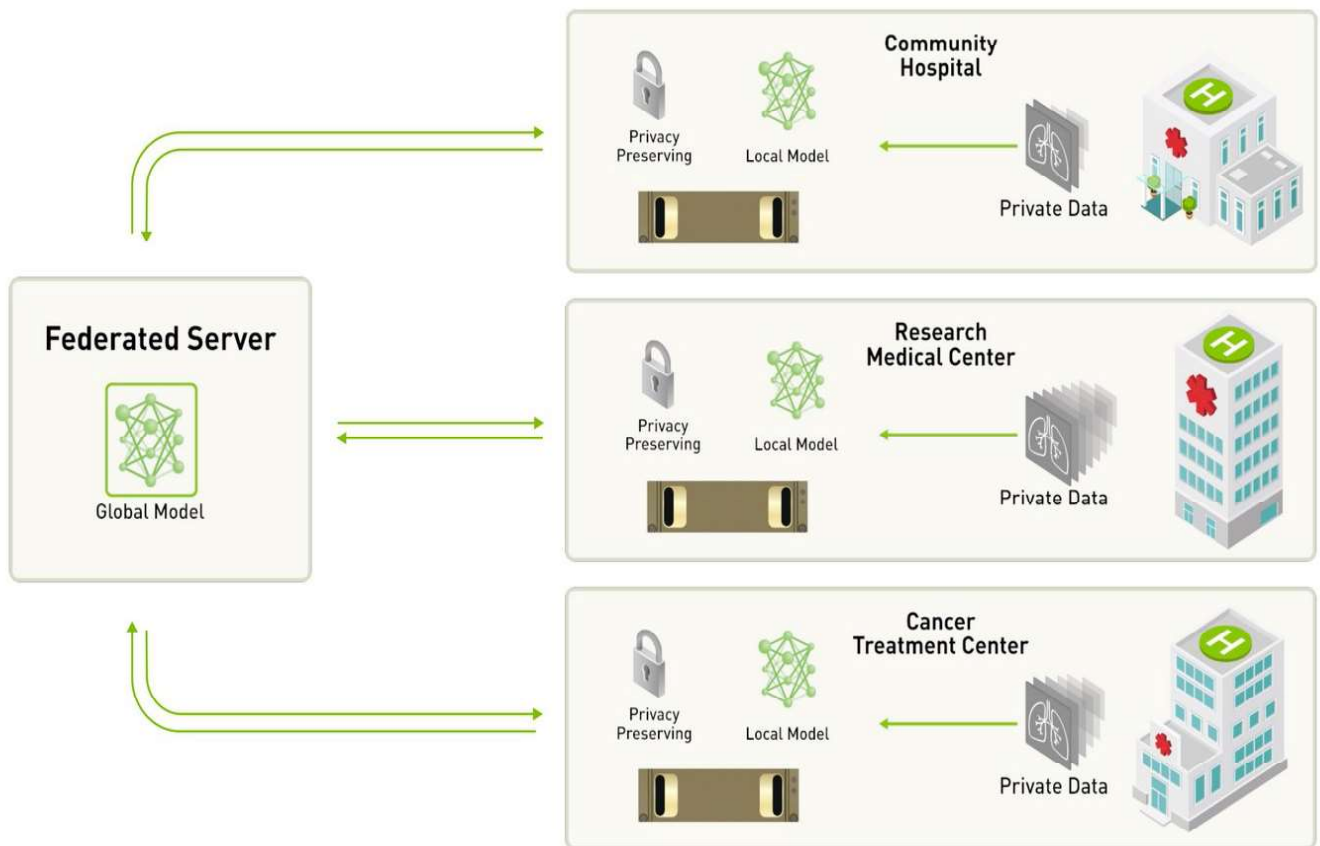 Community
Hospital
Privacy
Preserving
Local Model
Private Data
H
Federated Server
Global Model
Research
Medical Center
Privacy
Preserving
Local Model
Private Data
H
Cancer
Treatment Center
Privacy
Preserving
Local Model
Private Data
H